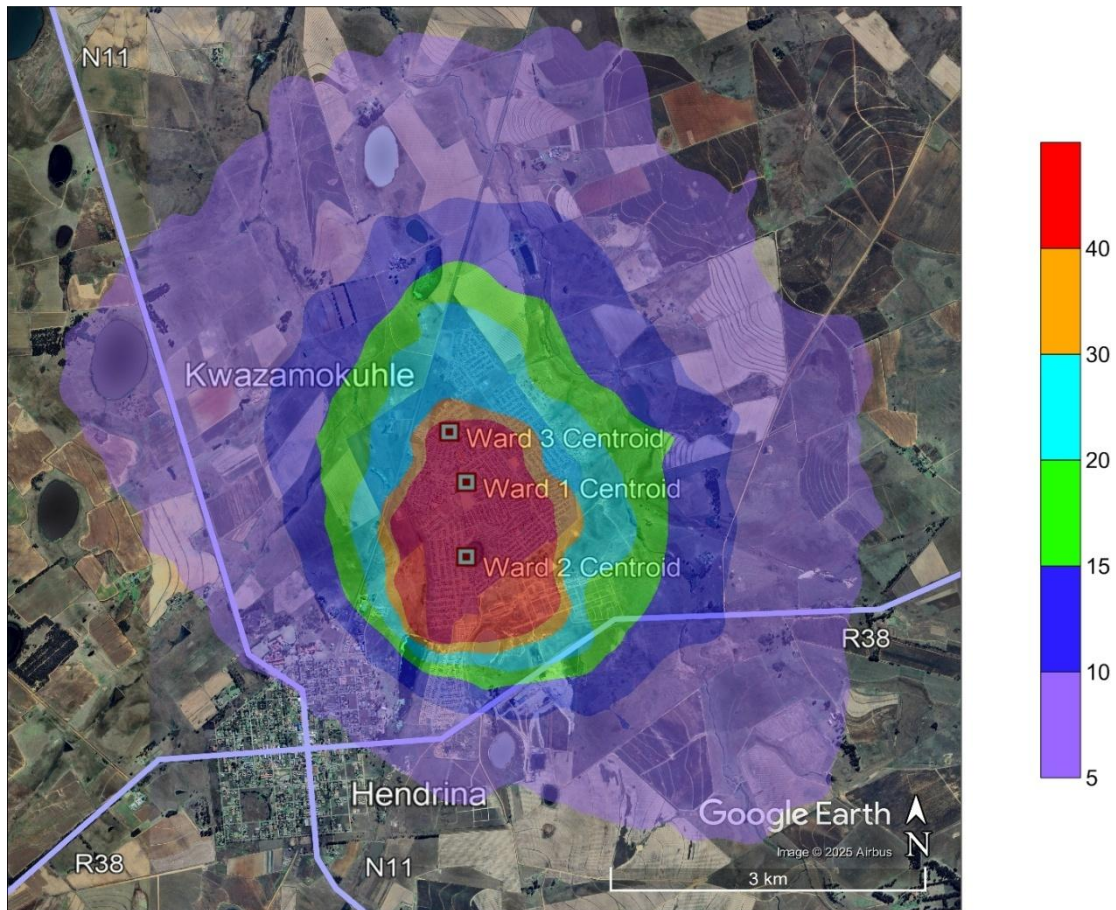 N11
40
30
Kwazamokuhle
Ward 3 Centroid
20
Ward 1 Centroid
15
Ward 2 Centroid
R38
10
5
Hendrina
Google Earth
Image © 2025 Airbus
N
R38
N11
3 km